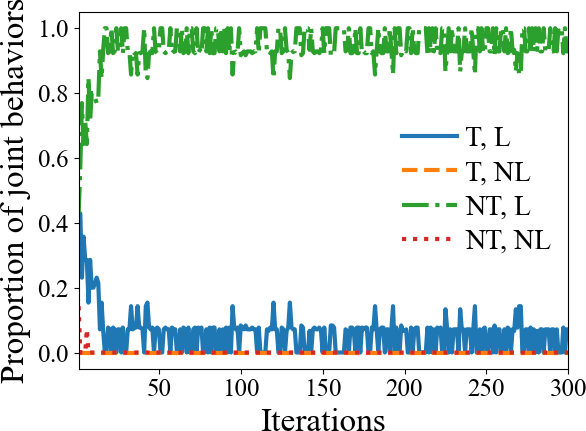 Proportion of joint behaviors
1.0
0.8
0.6
0.4
0.2
0.0
T, L
T, NL
NT, L
NT, NL
50
100
150
200
250
300
Iterations